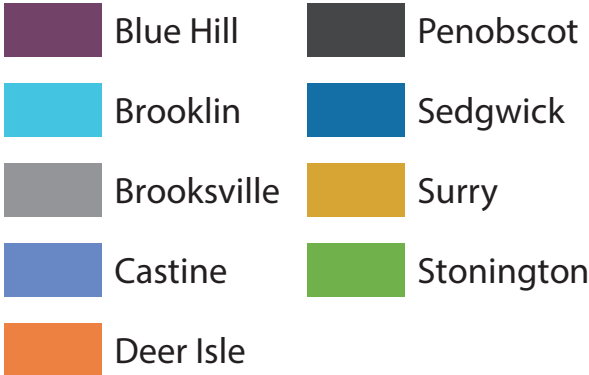 Blue Hill
Brooklin
Brooksville
Castine
Deer Isle
Penobscot
Sedgwick
Surry
Stonington